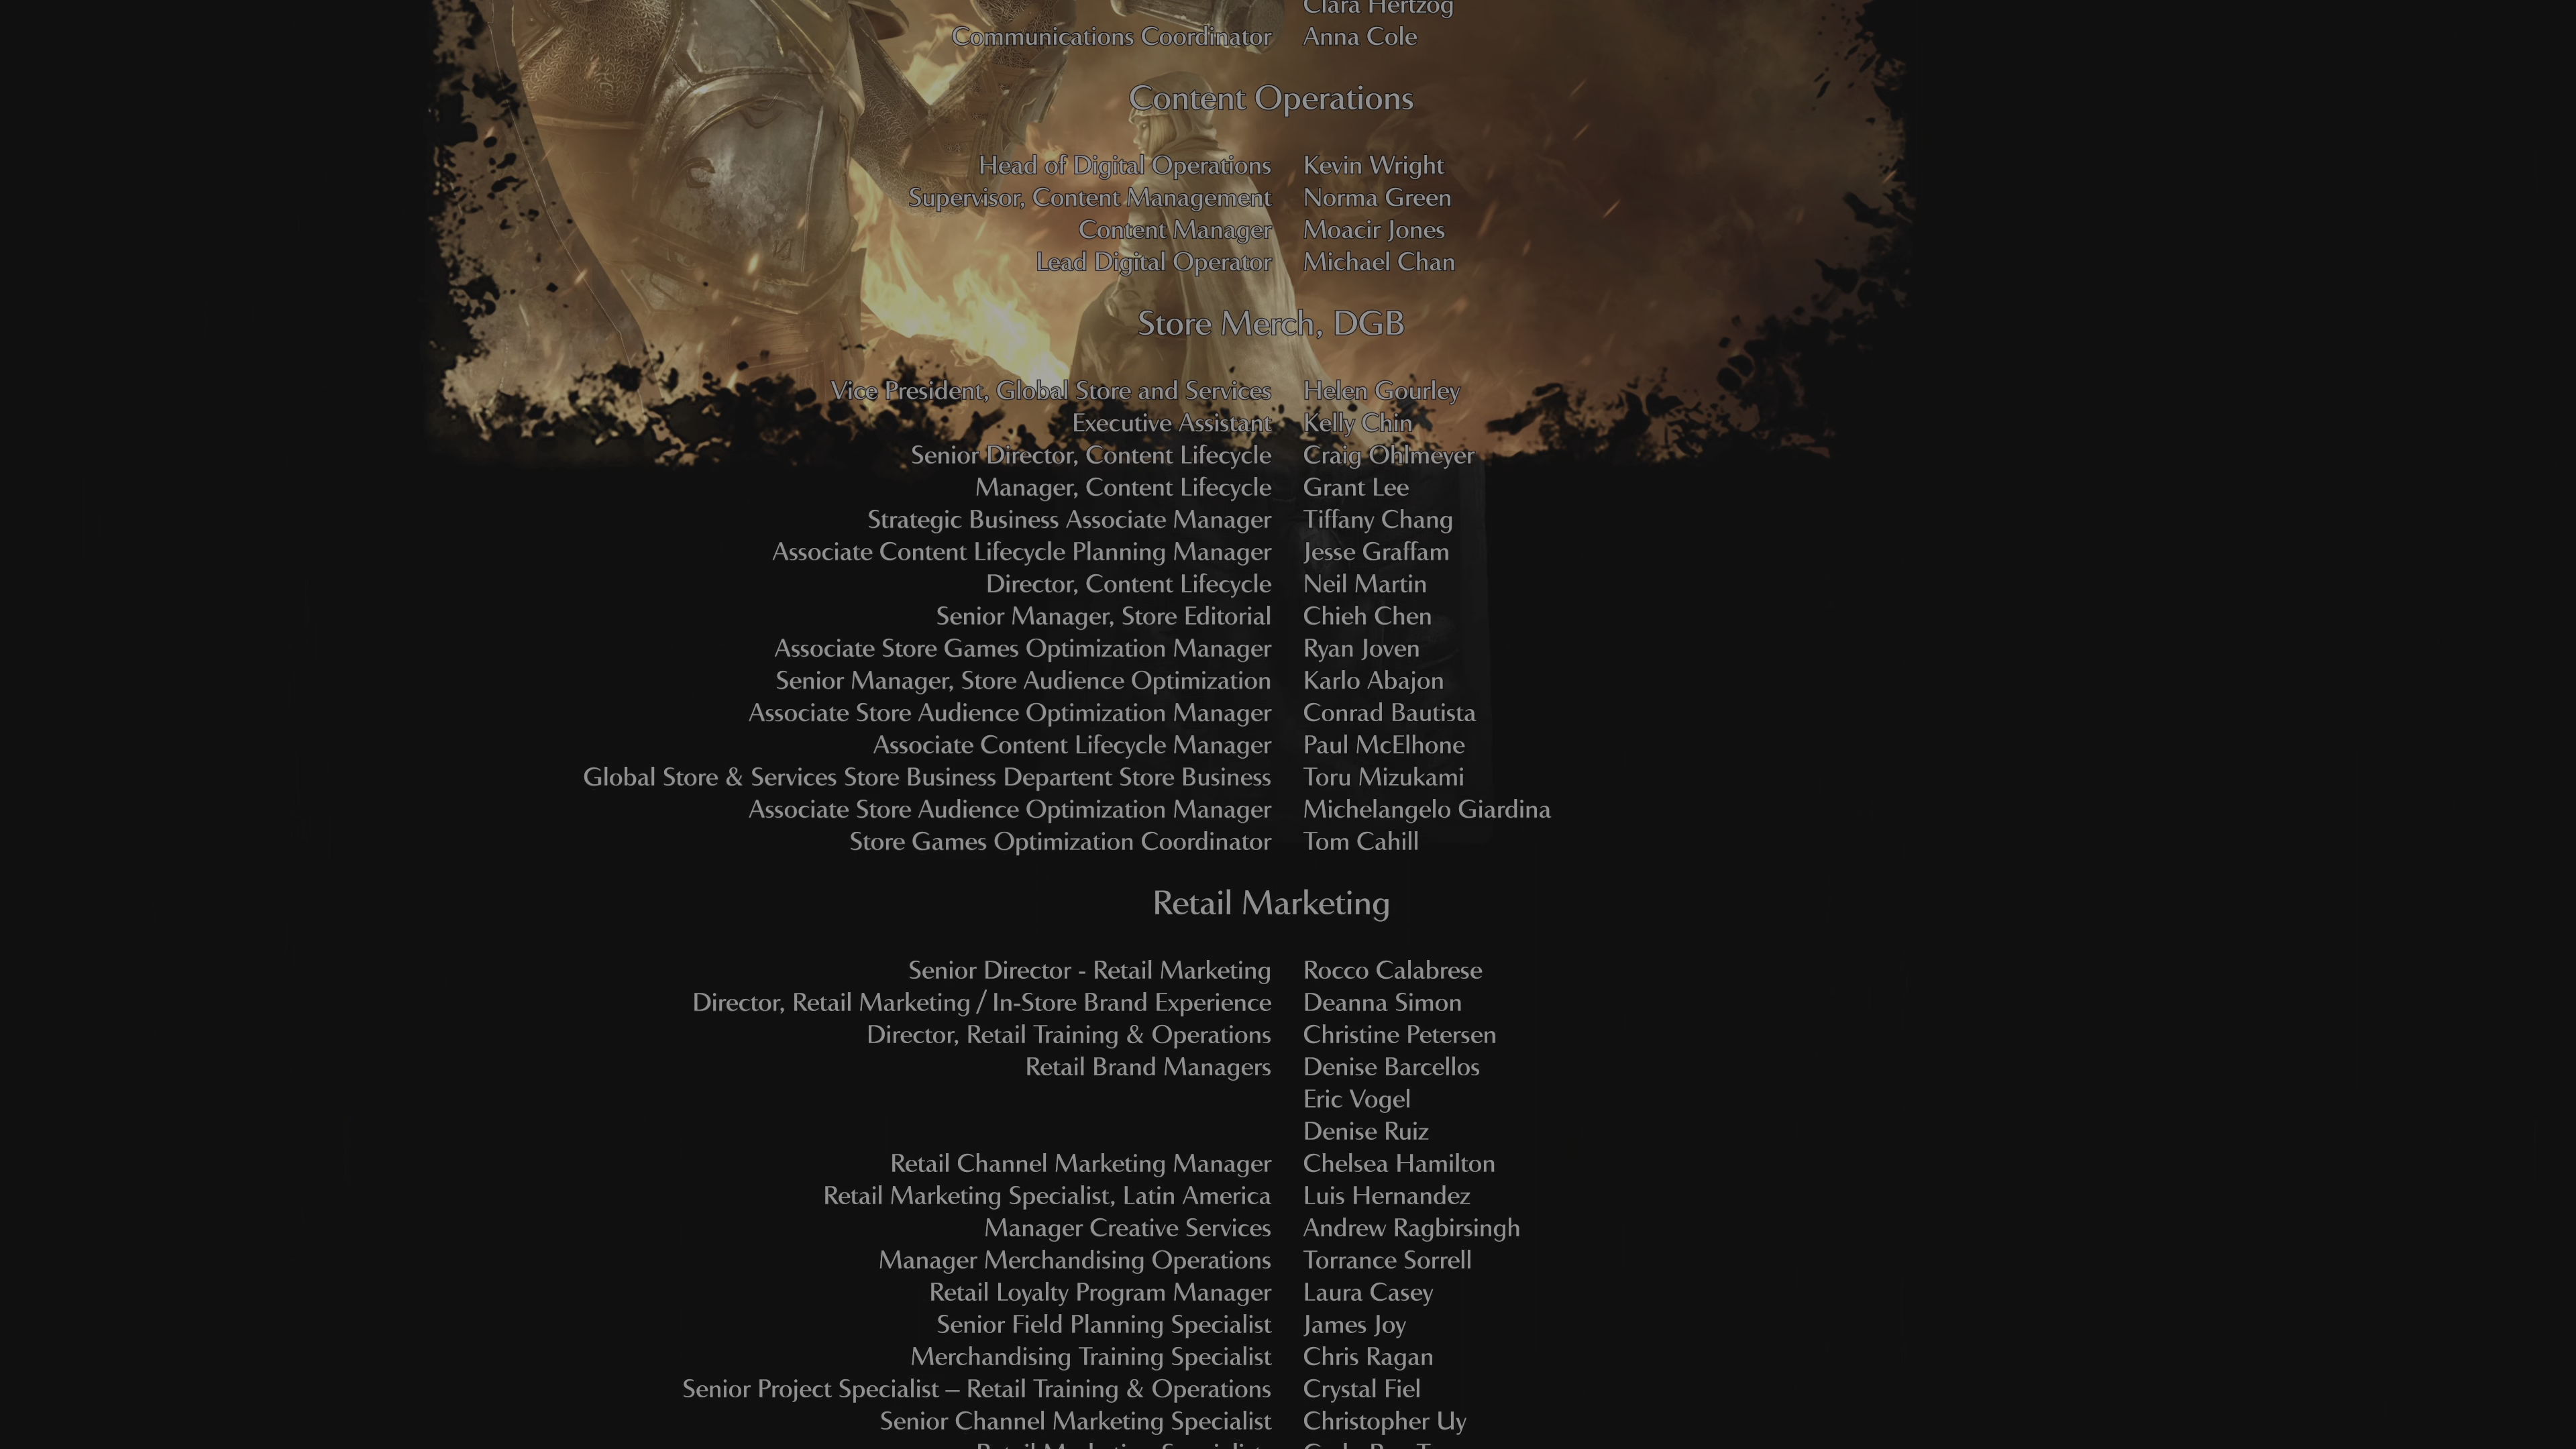 Clara Hertzog
Communications Coordinator Anna Cole
Content Operations
Head of Digital Operations Kevin Wright
Supervisor, Content Management Norma Green
Content Manager Moacir Jones
Lead Digital Operator Michael Chan
Store Merch, DGB
Vice President, Global Store and Services Helen Gourley
Executive Assistant Kelly Chin
Senior Director, Content Lifecycle Craig Ohlmeyer
Manager, Content Lifecycle Grant Lee
Strategic Business Associate Manager Tiffany Chang
Associate Content Lifecycle Planning Manager Jesse Graffam
Director, Content Lifecycle Neil Martin
Senior Manager, Store Editorial Chieh Chen
Associate Store Games Optimization Manager Ryan Joven
Senior Manager, Store Audience Optimization Karlo Abajon
Associate Store Audience Optimization Manager Conrad Bautista
Associate Content Lifecycle Manager Paul McElhone
Global Store & Services Store Business Departent Store Business Toru Mizukami
Associate Store Audience Optimization Manager Michelangelo Giardina
Store Games Optimization Coordinator Tom Cahill
Retail Marketing
Senior Director - Retail Marketing Rocco Calabrese
Director, Retail Marketing / In-Store Brand Experience Deanna Simon
Director, Retail Training & Operations Christine Petersen
Retail Brand Managers Denise Barcellos
Eric Vogel
Denise Ruiz
Retail Channel Marketing Manager Chelsea Hamilton
Retail Marketing Specialist, Latin America Luis Hernandez
Manager Creative Services Andrew Ragbirsingh
Manager Merchandising Operations Torrance Sorrell
Retail Loyalty Program Manager Laura Casey
Senior Field Planning Specialist James Joy
Merchandising Training Specialist Chris Ragan
Senior Project Specialist – Retail Training & Operations Crystal Fiel
Senior Channel Marketing Specialist Christopher Uy